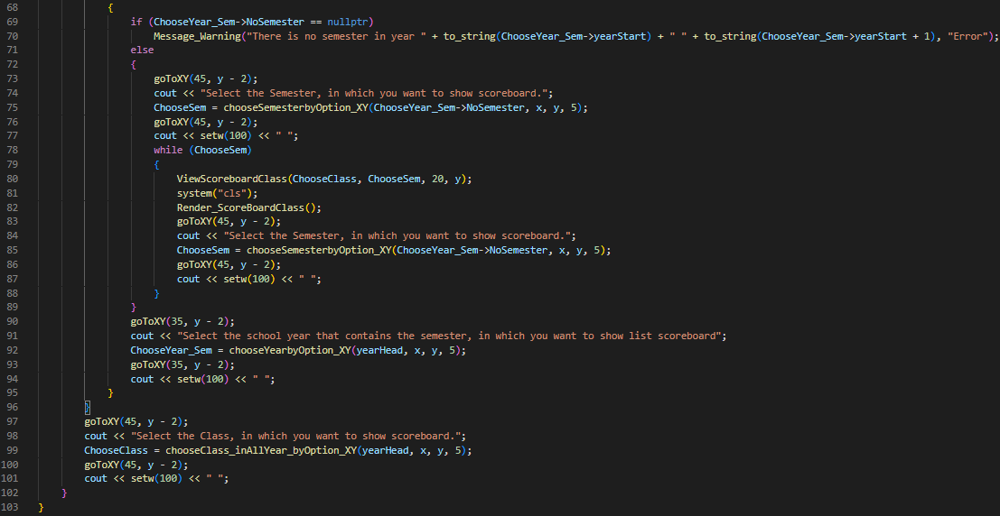 68 {
69 if (ChooseYear_Sem->NoSemester == nullptr)
70 Message_Warning("There is no semester in year " + to_string(ChooseYear_Sem->yearStart) + " " + to_string(ChooseYear_Sem->yearStart + 1), "Error");
71 else
72 {
73 goToXY(45, y - 2);
74 cout << "Select the Semester, in which you want to show scoreboard.";
75 ChooseSem = chooseSemesterbyOption_XY(ChooseYear_Sem->NoSemester, x, y, 5);
76 goToXY(45, y - 2);
77 cout << setw(100) << " ";
78 while (ChooseSem)
79 {
80 ViewScoreboardClass(ChooseClass, ChooseSem, 20, y);
81 system("cls");
82 Render_ScoreBoardClass();
83 goToXY(45, y - 2);
84 cout << "Select the Semester, in which you want to show scoreboard.";
85 ChooseSem = chooseSemesterbyOption_XY(ChooseYear_Sem->NoSemester, x, y, 5);
86 goToXY(45, y - 2);
87 cout << setw(100) << " ";
88 }
89 }
90 goToXY(35, y - 2);
91 cout << "Select the school year that contains the semester, in which you want to show list scoreboard";
92 ChooseYear_Sem = chooseYearbyOption_XY(yearHead, x, y, 5);
93 goToXY(35, y - 2);
94 cout << setw(100) << " ";
95 }
96 }
97 goToXY(45, y - 2);
98 cout << "Select the Class, in which you want to show scoreboard.";
99 ChooseClass = chooseClass_inAllYear_byOption_XY(yearHead, x, y, 5);
100 goToXY(45, y - 2);
101 cout << setw(100) << " ";
102 }
103 }